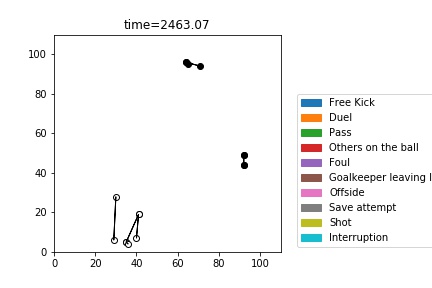 time=2463.07
100
80
60
40
20
0
0 20 40 60 80 100
Free Kick
Duel
Pass
Others on the ball
Foul
Goalkeeper leaving l
Offside
Save attempt
Shot
Interruption